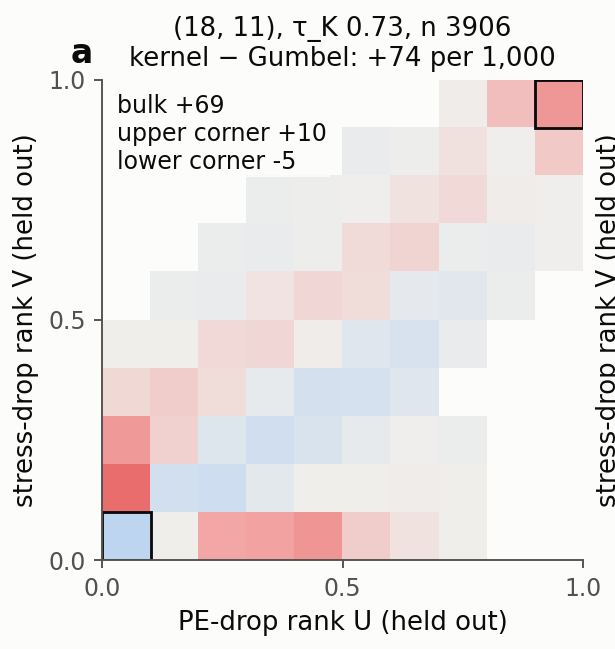 (18, 11), τ_K 0.73, n 3906
a
kernel − Gumbel: +74 per 1,000
bulk +69
upper corner +10
lower corner -5
1.0
0.5
0.0
0.0
0.5
1.0
stress-drop rank V (held out)
PE-drop rank U (held out)
stress-drop rank V (held out)